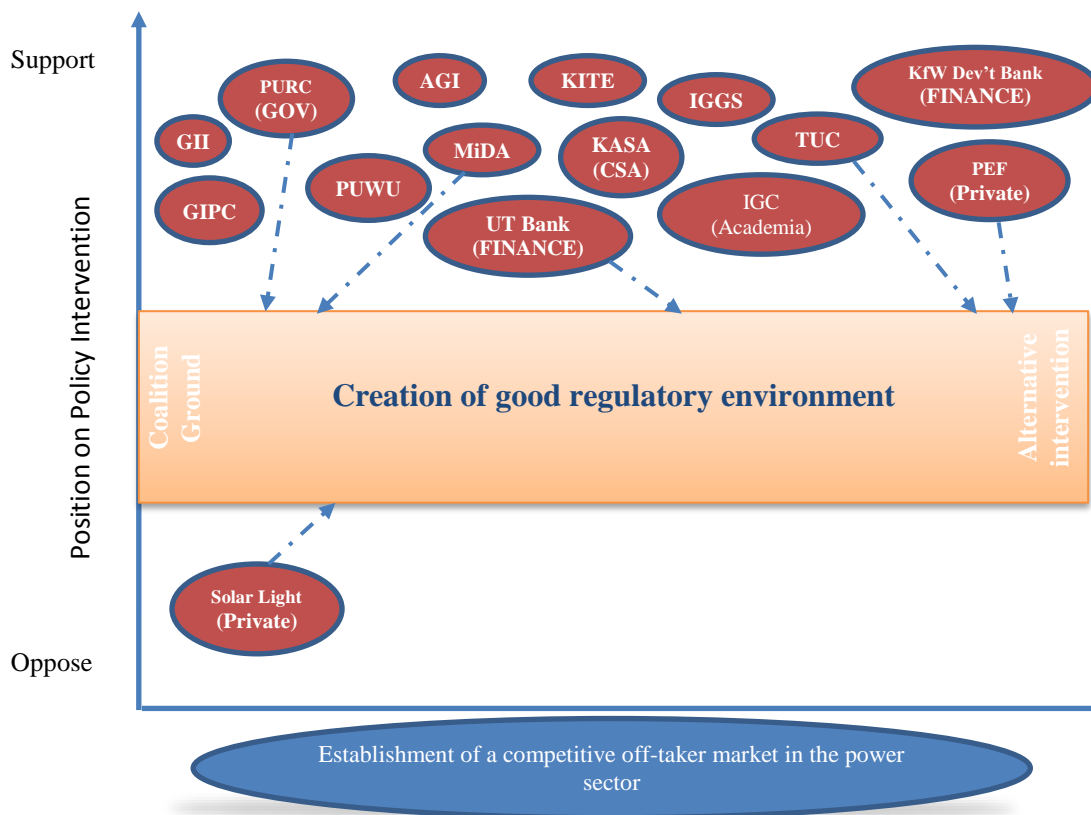 Support
PURC
(GOV)
AGI
KITE
IGGS
KfW Dev’t Bank
(FINANCE)
GII
MiDA
KASA
(CSA)
TUC
PUWU
PEF
(Private)
GIPC
UT Bank
(FINANCE)
IGC
(Academia)
Position on Policy Intervention
Coalition
Ground
Creation of good regulatory environment
Alternative
intervention
Solar Light
(Private)
Oppose
Establishment of a competitive off-taker market in the power
sector